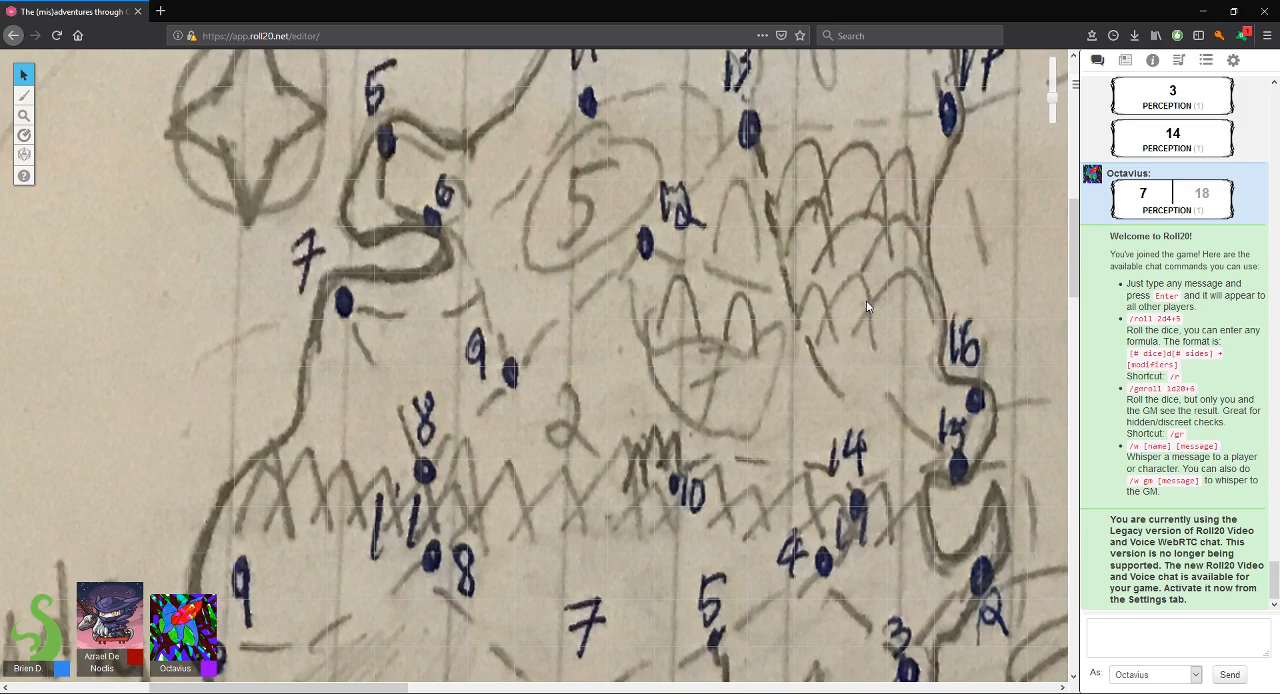 The (mis)adventures through
https://app.roll20.net/editor/
Search
3
PERCEPTION (1)
14
PERCEPTION (1)
Octavius:
7 18
PERCEPTION (1)
Welcome to Roll20!
You've joined the game! Here are the
available chat commands you can
use:
Just type any message and
press Enter and it will appear to
all other players.
/roll 2d4+5
Roll the dice, you can enter any
formula. The format is:
[# dice]d[# sides] +
[modifiers]
Shortcut: /r
/gmroll 1d20+6
Roll the dice, but only you and
the GM see the result. Great for
hidden/discreet checks.
Shortcut: /gr
/w [name] [message]
Whisper a message to a player
or character. You can also do
/w gm [message] to whisper to
the GM.
You are currently using the
Legacy version of Roll20 Video
and Voice WebRTC chat. This
version is no longer being
supported. The new Roll20 Video
and Voice chat is available for
your game. Activate it now from
the Settings tab.
As: Octavius Send
5
13
6
5
12
7
9
16
8
2
15
14
10
11
8
4
9
7
5
2
3
Brien D.
Azrael De
Noctis
Octavius